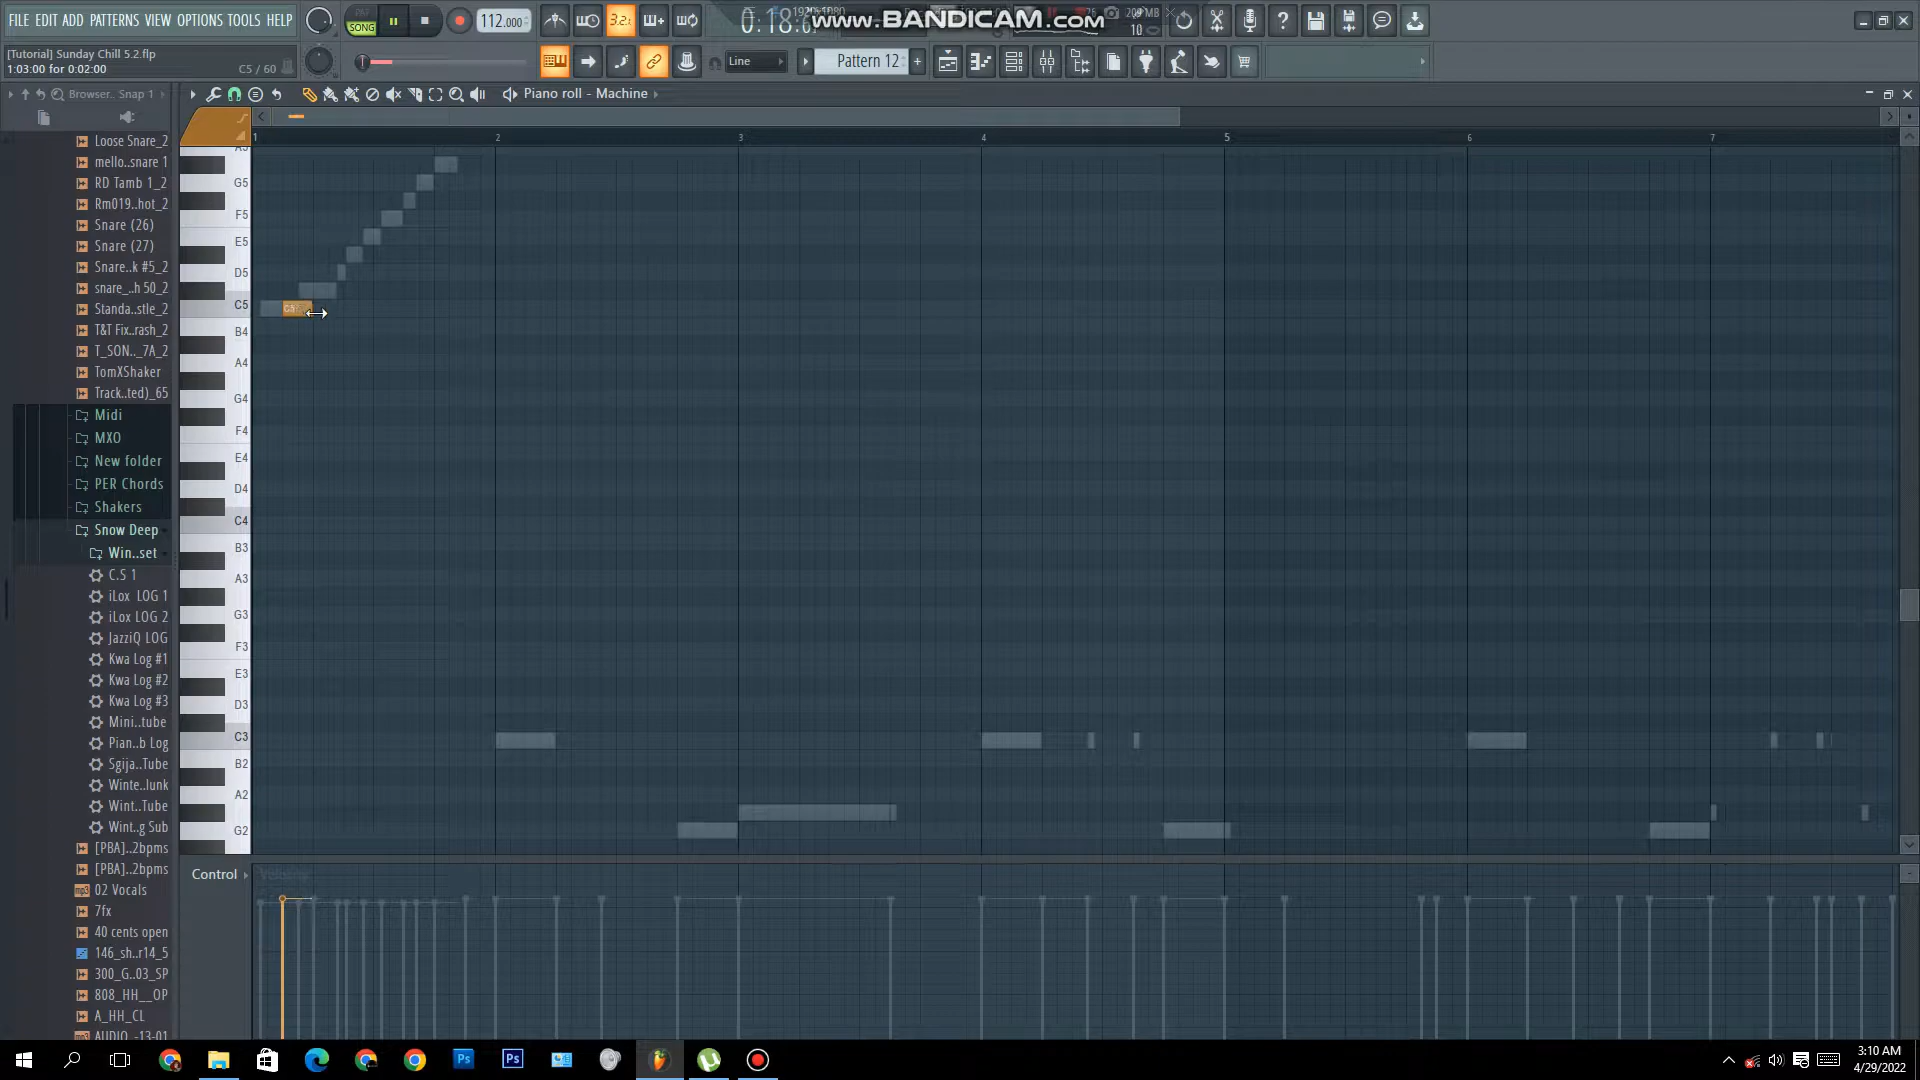 FILE EDIT ADD PATTERNS VIEW OPTIONS TOOLS HELP
PAT
SONG
3.2.
112.000
www.BANDICAM.com
[Tutorial] Sunday Chill 5.2.flp
1:03:00 for 0:02:00
C5 / 60
Line
Pattern 12
Browser.. Snap 1
Piano roll - Machine
1 2 3 4 5 6 7
Loose Snare_2
mello..snare 1
RD Tamb 1_2
Rm019..hot_2
Snare (26)
Snare (27)
Snare..k #5_2
snare_..h 50_2
Standa..stle_2
T&T Fix..rash_2
T_SON.._7A_2
TomXShaker
Track..ted)_65
Midi
MXO
New folder
PER Chords
Shakers
Snow Deep
Win..set
C.S 1
iLox LOG 1
iLox LOG 2
JazziQ LOG
Kwa Log #1
Kwa Log #2
Kwa Log #3
Mini..tube
Pian..b Log
Sgija..Tube
Winte..lunk
Wint..Tube
Wint..g Sub
[PBA]..2bpms
[PBA]..2bpms
02 Vocals
7fx
40 cents open
146_sh..r14_5
300_G..03_SP
808_HH__OP
A_HH_CL
AUDIO_-13-01
G5
F5
E5
D5
C5
C5
B4
A4
G4
F4
E4
D4
C4
B3
A3
G3
F3
E3
D3
C3
B2
A2
G2
Control
3:10 AM
4/29/2022